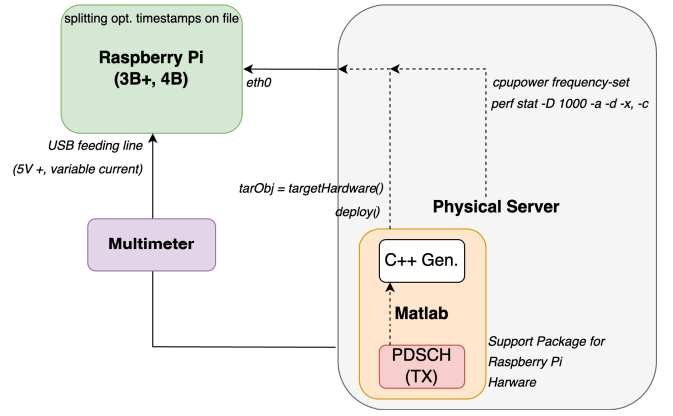 splitting opt. timestamps on file
Raspberry Pi
(3B+, 4B)
eth0
cpupower frequency-set
perf stat -D 1000 -a -d -x, -c
USB feeding line
(5V +, variable current)
tarObj = targetHardware()
deploy()
Physical Server
Multimeter
C++ Gen.
Matlab
PDSCH
(TX)
Support Package for
Raspberry Pi
Harware